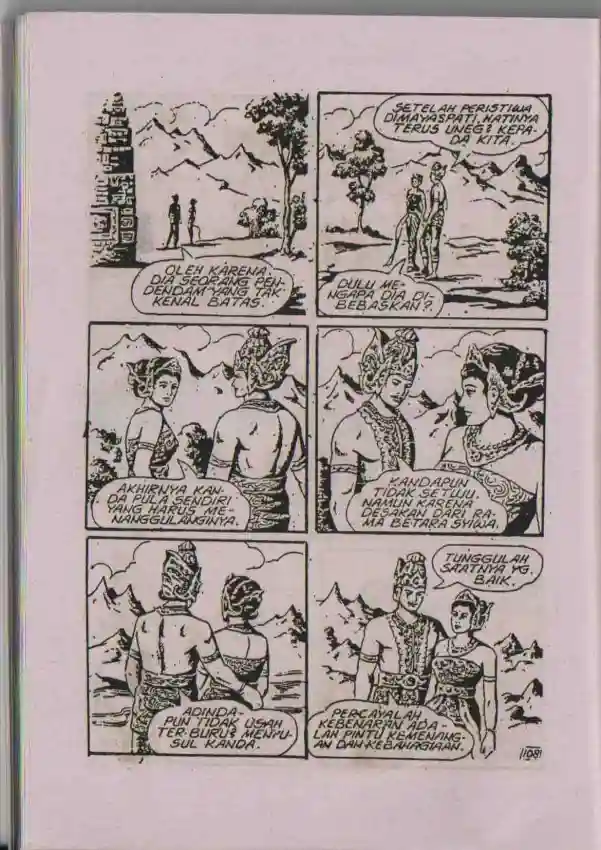 OLEH KARENA.
DIA SEORANG PEN-
DENDAM YANG TAK
KENAL BATAS.
SETELAH PERISTIWA
DIMAYASPATI, HATINYA
TERUS UNEG2 KEPA-
DA KITA.
DULU ME-
NGAPA DIA DI-
BEBASKAN?
AKHIRNYA KAN-
DA PULA SENDIRI
YANG HARUS ME-
NANGGULANGINYA.
KANDAPUN
TIDAK SETUJU,
NAMUN KARENA
DESAKAN DARI RA-
MA BETARA SYIWA.
ADINDA-
PUN TIDAK USAH
TER-BURU2 MENYU-
SUL KANDA.
TUNGGULAH
SAATNYA YG.
BAIK.
PERCAYALAH
KEBENARAN ADA-
LAH PINTU KEMENANG-
AN DAN KEBAHAGIAAN.
108